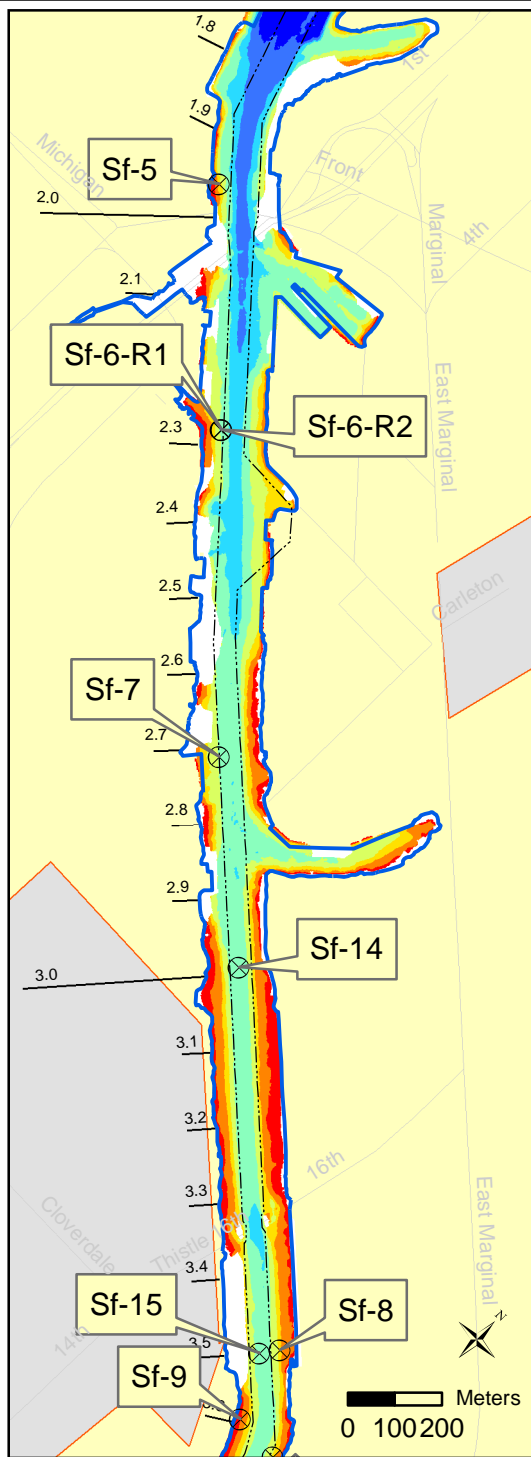 1.8
1st
1.9
Michigan
Front
Sf-5
2.0
Marginal
4th
2.1
Sf-6-R1
East Marginal
Sf-6-R2
2.3
2.4
2.5
Carleton
2.6
Sf-7
2.7
2.8
2.9
Sf-14
3.0
3.1
3.2
16th
3.3
East Marginal
Cloverdale
Thistle 16th
3.4
Sf-15
Sf-8
14th
3.5
N
Sf-9
Meters
0 100 200